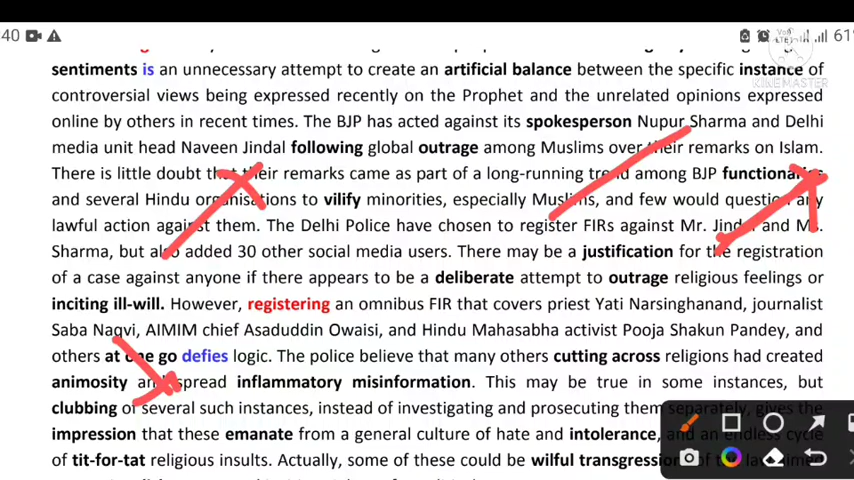 :40 61%
KINEMASTER
sentiments is an unnecessary attempt to create an artificial balance between the specific instance of
controversial views being expressed recently on the Prophet and the unrelated opinions expressed
online by others in recent times. The BJP has acted against its spokesperson Nupur Sharma and Delhi
media unit head Naveen Jindal following global outrage among Muslims over their remarks on Islam.
There is little doubt that their remarks came as part of a long-running trend among BJP functionaries
and several Hindu organisations to vilify minorities, especially Muslims, and few would question any
lawful action against them. The Delhi Police have chosen to register FIRs against Mr. Jindal and Ms.
Sharma, but also added 30 other social media users. There may be a justification for the registration
of a case against anyone if there appears to be a deliberate attempt to outrage religious feelings or
inciting ill-will. However, registering an omnibus FIR that covers priest Yati Narsinghanand, journalist
Saba Naqvi, AIMIM chief Asaduddin Owaisi, and Hindu Mahasabha activist Pooja Shakun Pandey, and
others at one go defies logic. The police believe that many others cutting across religions had created
animosity and spread inflammatory misinformation. This may be true in some instances, but
clubbing of several such instances, instead of investigating and prosecuting them separately, gives the
impression that these emanate from a general culture of hate and intolerance, and an endless cycle
of tit-for-tat religious insults. Actually, some of these could be wilful transgressions of the law aimed